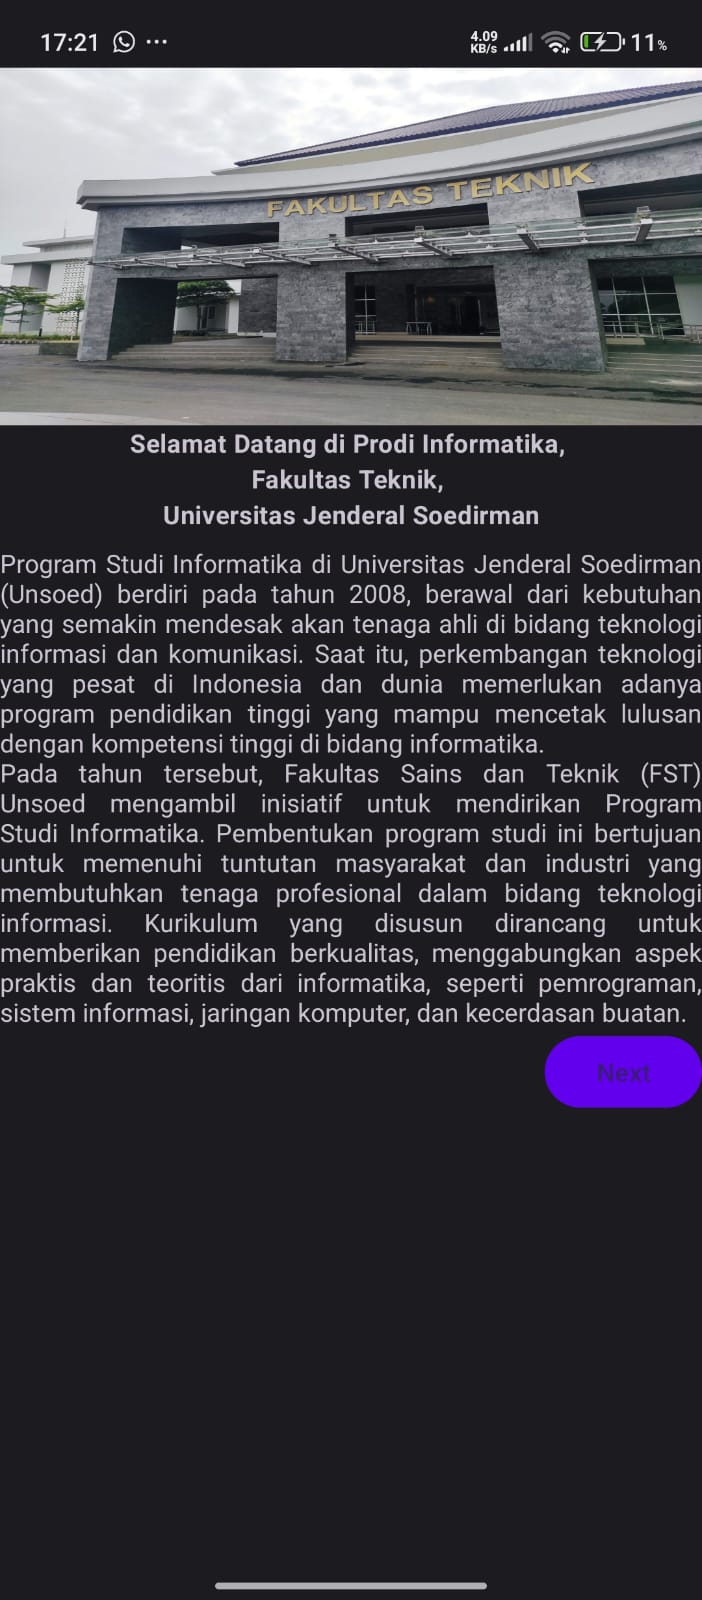 17:21
4.09
KB/s
11%
FAKULTAS TEKNIK
Selamat Datang di Prodi Informatika,
Fakultas Teknik,
Universitas Jenderal Soedirman
Program Studi Informatika di Universitas Jenderal Soedirman
(Unsoed) berdiri pada tahun 2008, berawal dari kebutuhan
yang semakin mendesak akan tenaga ahli di bidang teknologi
informasi dan komunikasi. Saat itu, perkembangan teknologi
yang pesat di Indonesia dan dunia memerlukan adanya
program pendidikan tinggi yang mampu mencetak lulusan
dengan kompetensi tinggi di bidang informatika.
Pada tahun tersebut, Fakultas Sains dan Teknik (FST)
Unsoed mengambil inisiatif untuk mendirikan Program
Studi Informatika. Pembentukan program studi ini bertujuan
untuk memenuhi tuntutan masyarakat dan industri yang
membutuhkan tenaga profesional dalam bidang teknologi
informasi. Kurikulum yang disusun dirancang untuk
memberikan pendidikan berkualitas, menggabungkan aspek
praktis dan teoritis dari informatika, seperti pemrograman,
sistem informasi, jaringan komputer, dan kecerdasan buatan.
Next